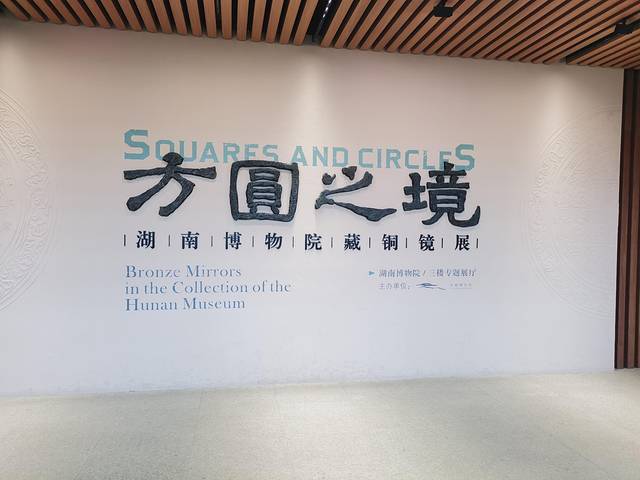 SQUARES AND CIRCLES
方圓之境
湖南博物院藏铜镜展
Bronze Mirrors
in the Collection of the
Hunan Museum
湖南博物院 / 三楼专题展厅
主办单位：